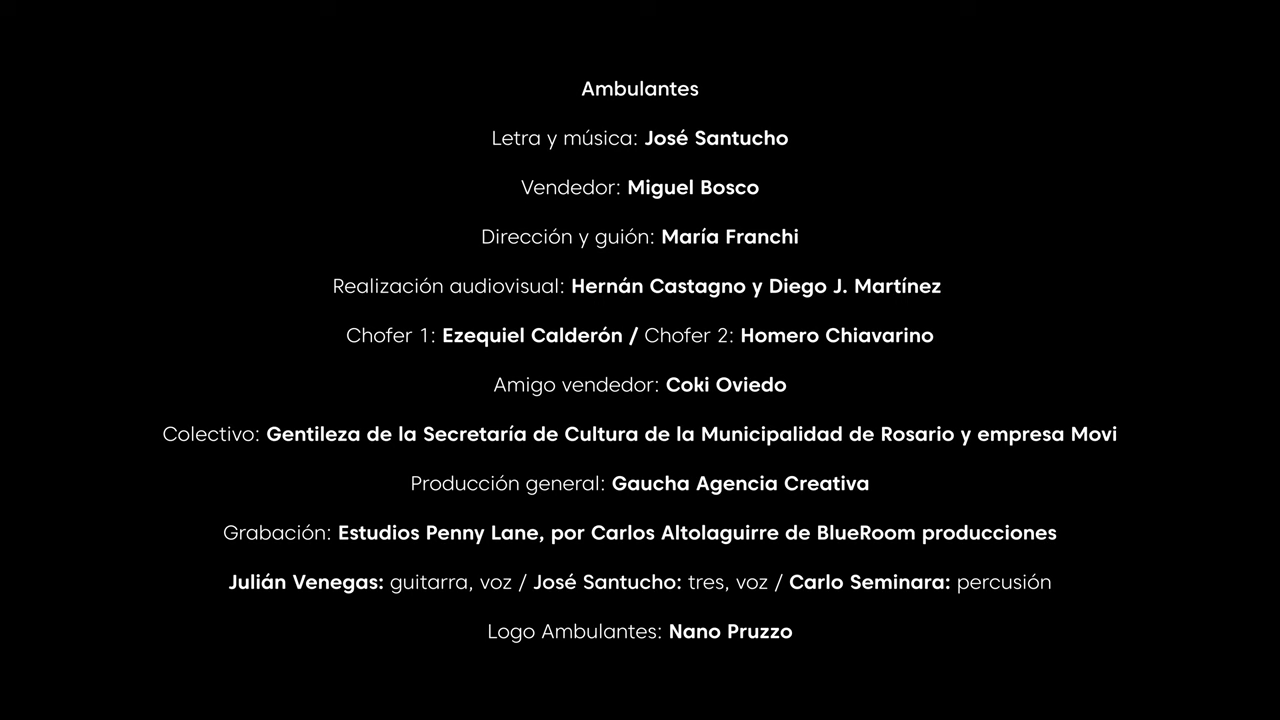 Ambulantes
Letra y música: José Santucho
Vendedor: Miguel Bosco
Dirección y guión: María Franchi
Realización audiovisual: Hernán Castagno y Diego J. Martínez
Chofer 1: Ezequiel Calderón / Chofer 2: Homero Chiavarino
Amigo vendedor: Coki Oviedo
Colectivo: Gentileza de la Secretaría de Cultura de la Municipalidad de Rosario y empresa Movi
Producción general: Gaucha Agencia Creativa
Grabación: Estudios Penny Lane, por Carlos Altolaguirre de BlueRoom producciones
Julián Venegas: guitarra, voz / José Santucho: tres, voz / Carlo Seminara: percusión
Logo Ambulantes: Nano Pruzzo